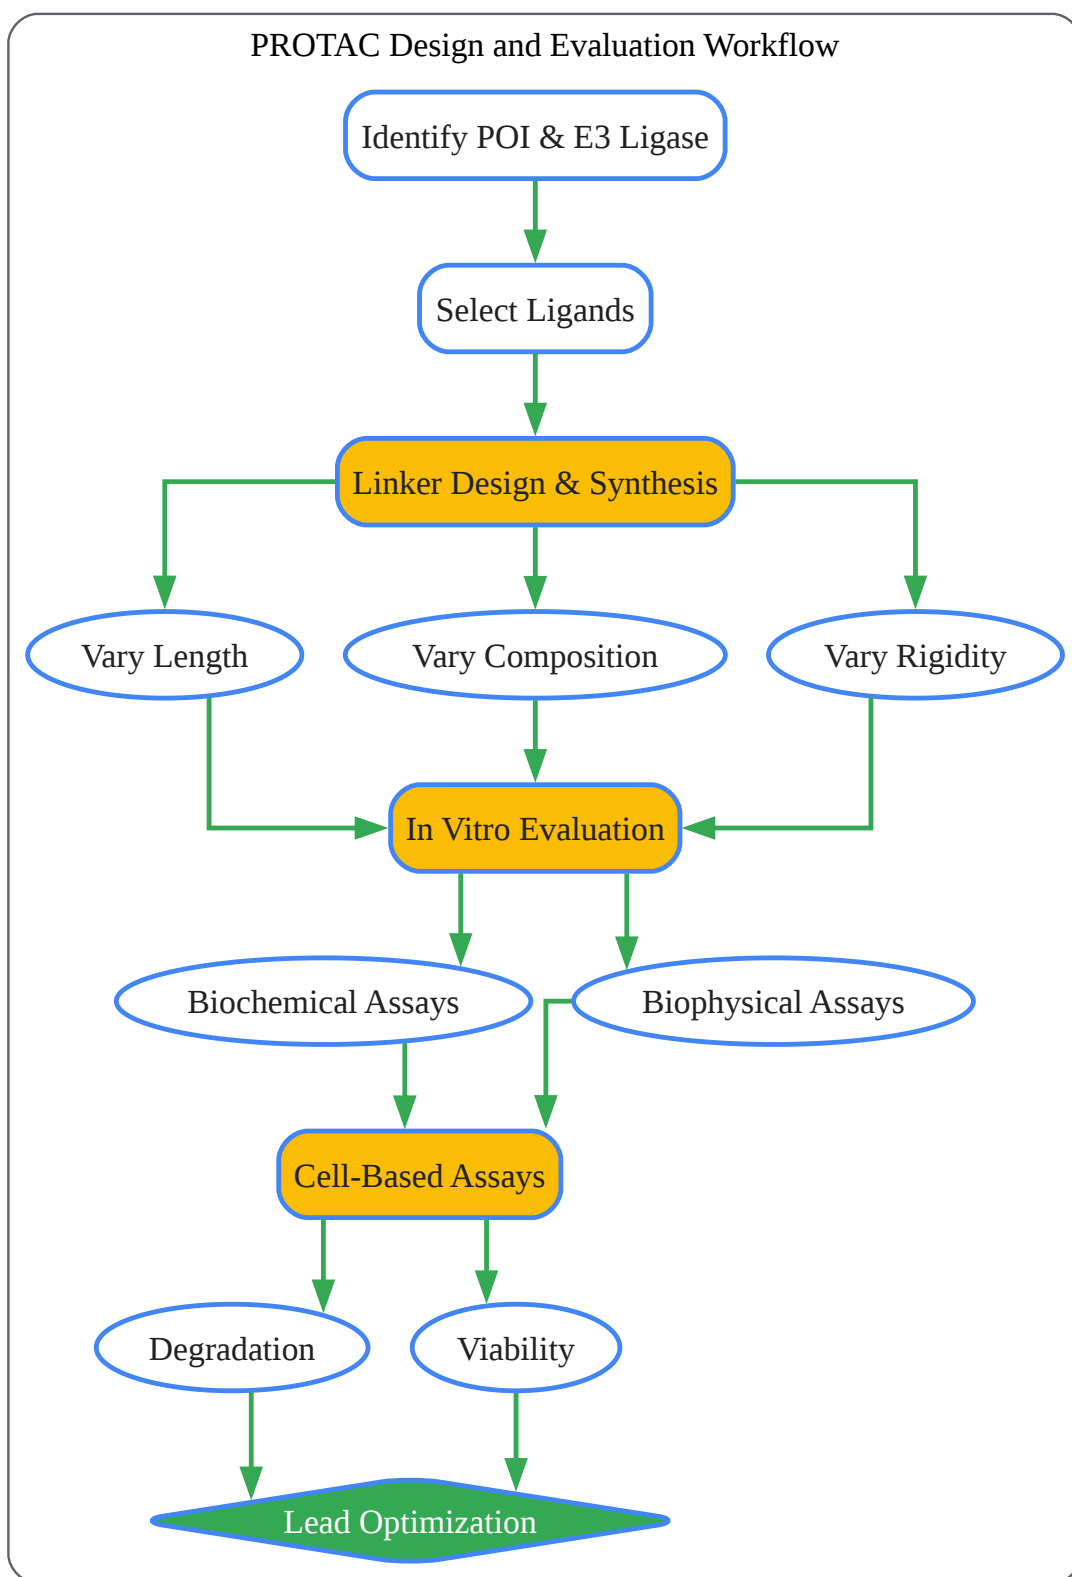 PROTAC Design and Evaluation Workflow
Identify POI & E3 Ligase
Select Ligands
Linker Design & Synthesis
Vary Length
Vary Composition
Vary Rigidity
In Vitro Evaluation
Biochemical Assays
Biophysical Assays
Cell-Based Assays
Degradation
Viability
Lead Optimization